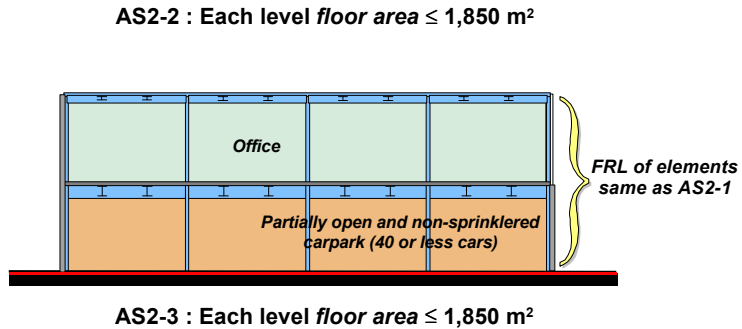 AS2-2 : Each level floor area ≤ 1,850 m²
Office
FRL of elements
same as AS2-1
Partially open and non-sprinklered
carpark (40 or less cars)
AS2-3 : Each level floor area ≤ 1,850 m²